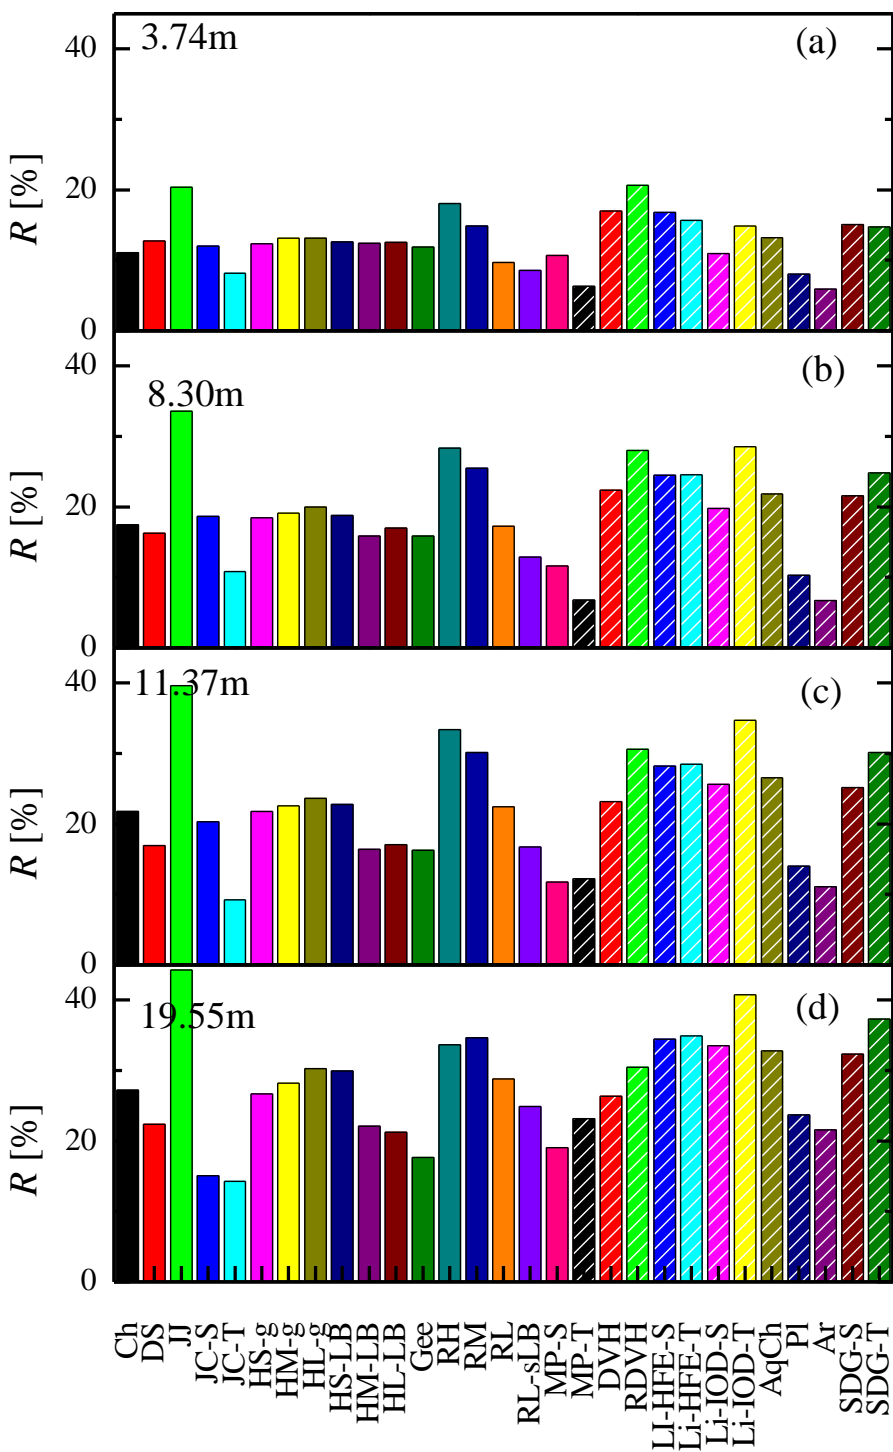 3.74m
(a)
40
20
0
R [%]
8.30m
(b)
40
20
0
R [%]
11.37m
(c)
40
20
0
R [%]
19.55m
(d)
40
20
0
R [%]
Ch
DS
JJ
JC-S
JC-T
HS-g
HM-g
HL-g
HS-LB
HM-LB
HL-LB
Gee
RH
RM
RL
RL-sLB
MP-S
MP-T
DVH
RDVH
LI-HFE-S
Li-HFE-T
Li-IOD-S
Li-IOD-T
AqCh
Pl
Ar
SDG-S
SDG-T